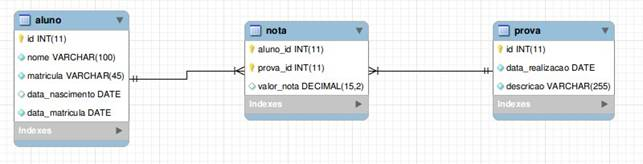 aluno
id INT(11)
nome VARCHAR(100)
matricula VARCHAR(45)
data_nascimento DATE
data_matricula DATE
Indexes
nota
aluno_id INT(11)
prova_id INT(11)
valor_nota DECIMAL(15,2)
Indexes
prova
id INT(11)
data_realizacao DATE
descricao VARCHAR(255)
Indexes